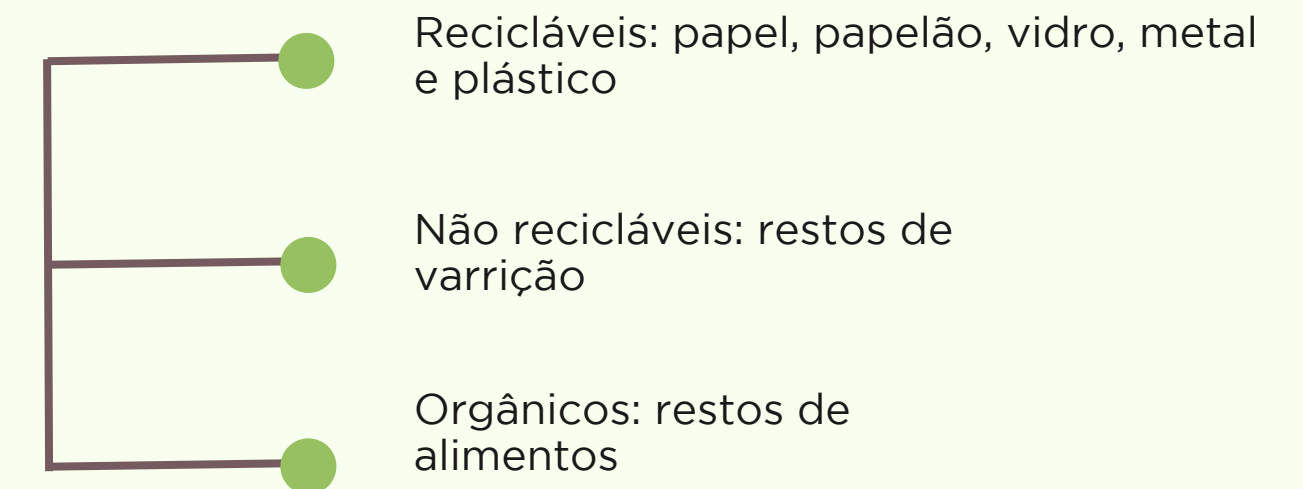 Recicláveis: papel, papelão, vidro, metal
e plástico
Não recicláveis: restos de
varrição
Orgânicos: restos de
alimentos